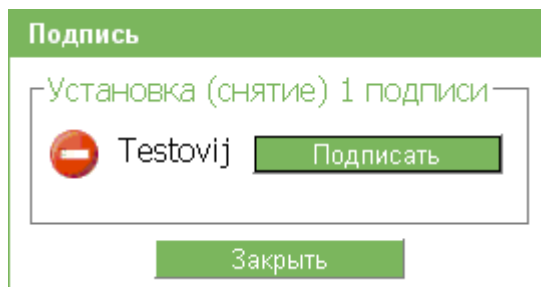 Подпись
Установка (снятие) 1 подписи
Testovij Подписать
Закрыть